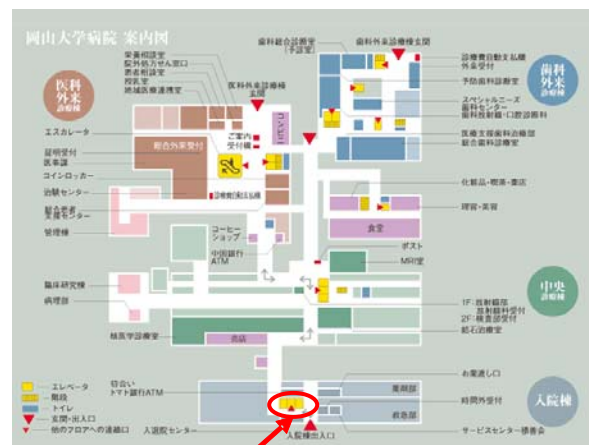 岡山大学病院 案内図
医科
外来
診療棟
栄養相談室
院外処方せん窓口
患者相談室
授乳室
地域医療連携室
エスカレータ
証明受付
医事課
コインロッカー
治験センター
総合患者
支援センター
管理棟
臨床研究棟
病理部
総合外来受付
医科外来診療棟
玄関
ご案内
受付機
コンビニ
診療費自動支払機
コーヒー
ショップ
中国銀行
ATM
核医学診療室
売店
歯科総合診断室
(予診室)
歯科外来診療棟玄関
歯科
外来
診療棟
診療費自動支払機
外来受付
予防歯科診療室
スペシャルニーズ
歯科センター
歯科放射線・口腔診断科
医療支援歯科治療部
総合歯科診療室
化粧品・喫茶・書店
理容・美容
食堂
ポスト
MRI室
中央
診療棟
1F:放射線部
放射線科受付
2F:検査部受付
結石治療室
お薬渡し口
薬剤部
入院棟
時間外受付
救急部
サービスセンター積善会
トマト銀行ATM
入退院センター
入院棟出入口
エレベータ
階段
トイレ
玄関・出入口
他のフロアへの連絡口